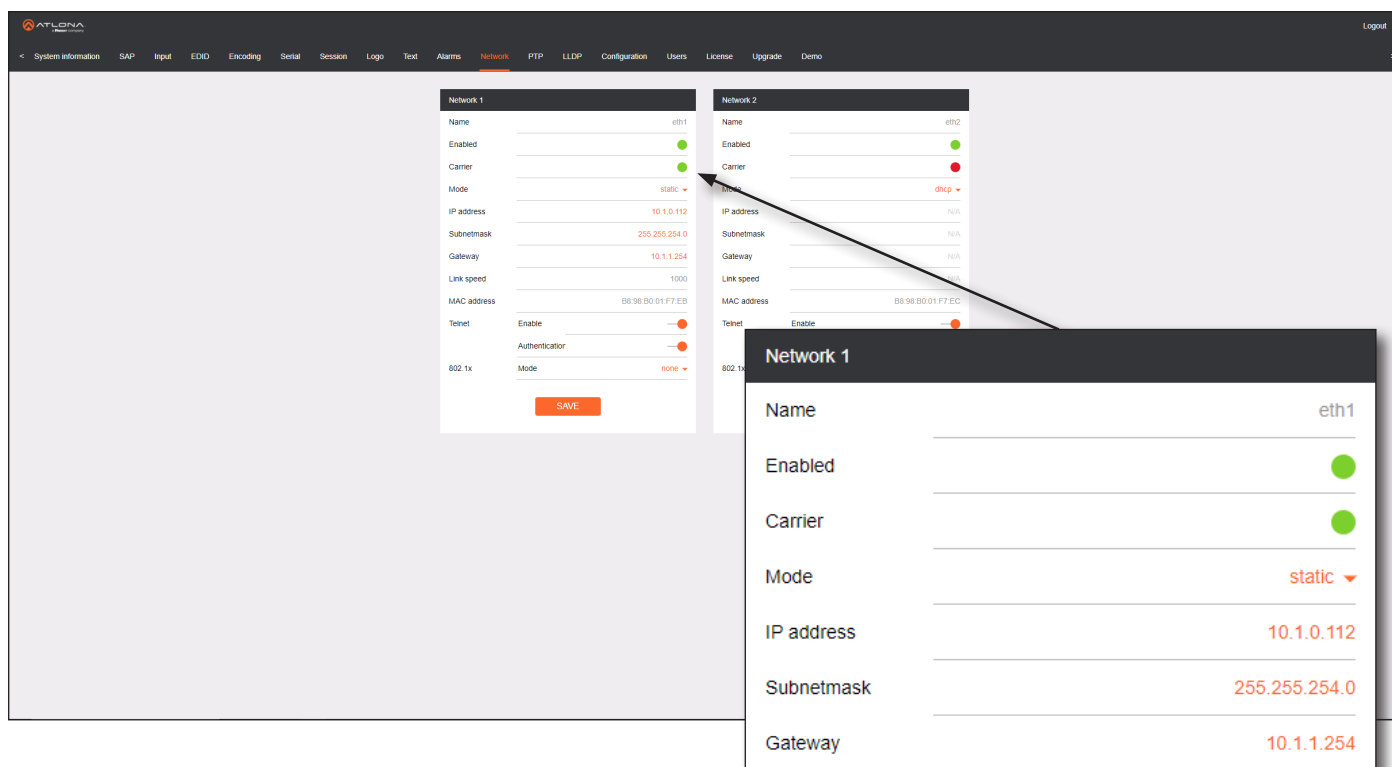 ATLONA
Logout
< System information SAP Input EDID Encoding Serial Session Logo Text Alarms Network PTP LLDP Configuration Users License Upgrade Demo
Network 1
Name eth1
Enabled
Carrier
Mode static
IP address 10.1.0.112
Subnetmask 255.255.254.0
Gateway 10.1.1.254
Link speed 1000
MAC address B8:98:B0:01:F7:EB
Telnet Enable
Authentication
802.1x Mode none
SAVE
Network 2
Name eth2
Enabled
Carrier
Mode dhcp
IP address N/A
Subnetmask N/A
Gateway N/A
Link speed N/A
MAC address B8:98:B0:01:F7:EC
Telnet Enable
802.1x
Network 1
Name eth1
Enabled
Carrier
Mode static
IP address 10.1.0.112
Subnetmask 255.255.254.0
Gateway 10.1.1.254